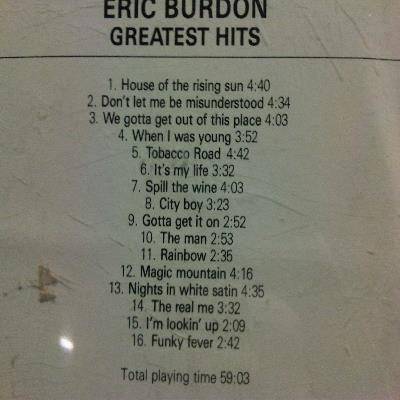 ERIC BURDON
GREATEST HITS
1. House of the rising sun 4:40
2. Don't let me be misunderstood 4:34
3. We gotta get out of this place 4:03
4. When I was young 3:52
5. Tobacco Road 4:42
6. It's my life 3:32
7. Spill the wine 4:03
8. City boy 3:23
9. Gotta get it on 2:52
10. The man 2:53
11. Rainbow 2:35
12. Magic mountain 4:16
13. Nights in white satin 4:35
14. The real me 3:32
15. I'm lookin' up 2:09
16. Funky fever 2:42
Total playing time 59:03